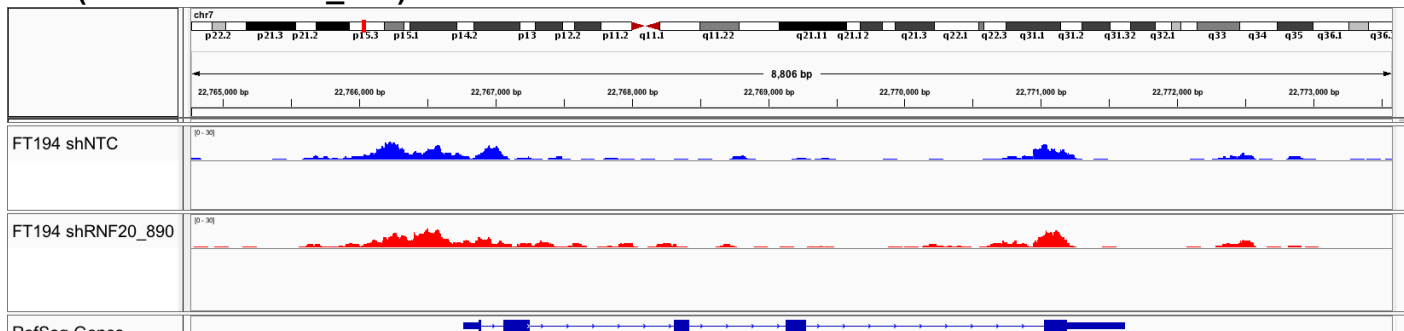 chr7
p22.2 p21.3 p21.2 p15.3 p15.1 p14.2 p13 p12.2 p11.2 q11.1 q11.22 q21.11 q21.12 q21.3 q22.1 q22.3 q31.1 q31.2 q31.32 q32.1 q33 q34 q35 q36.1 q36.
8,806 bp
22,765,000 bp 22,766,000 bp 22,767,000 bp 22,768,000 bp 22,769,000 bp 22,770,000 bp 22,771,000 bp 22,772,000 bp 22,773,000 bp
[0 - 30]
FT194 shNTC
[0 - 30]
FT194 shRNF20_890
RefSeq Genes